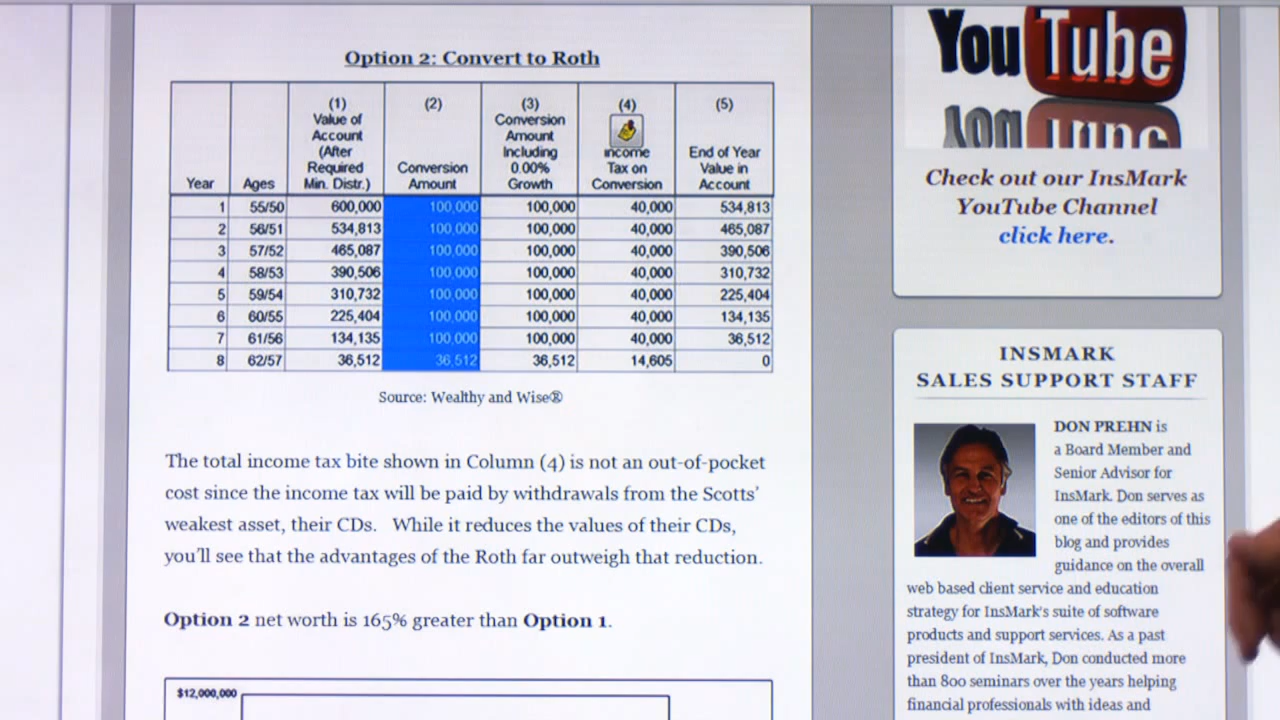 Option 2: Convert to Roth
(1) (2) (3) (4) (5)
Value of Conversion
Account Amount
(After Including income End of Year
Required Conversion 0.00% Tax on Value in
Year Ages Min. Distr.) Amount Growth Conversion Account
1 55/50 600,000 100,000 100,000 40,000 534,813
2 56/51 534,813 100,000 100,000 40,000 465,087
3 57/52 465,087 100,000 100,000 40,000 390,506
4 58/53 390,506 100,000 100,000 40,000 310,732
5 59/54 310,732 100,000 100,000 40,000 225,404
6 60/55 225,404 100,000 100,000 40,000 134,135
7 61/56 134,135 100,000 100,000 40,000 36,512
8 62/57 36,512 36,512 36,512 14,605 0
Source: Wealthy and Wise®
The total income tax bite shown in Column (4) is not an out-of-pocket
cost since the income tax will be paid by withdrawals from the Scotts'
weakest asset, their CDs. While it reduces the values of their CDs,
you'll see that the advantages of the Roth far outweigh that reduction.
Option 2 net worth is 165% greater than Option 1.
$12,000,000
YouTube
Check out our InsMark
YouTube Channel
click here.
INSMARK
SALES SUPPORT STAFF
DON PREHN is
a Board Member and
Senior Advisor for
InsMark. Don serves as
one of the editors of this
blog and provides
guidance on the overall
web based client service and education
strategy for InsMark's suite of software
products and support services. As a past
president of InsMark, Don conducted more
than 800 seminars over the years helping
financial professionals with ideas and